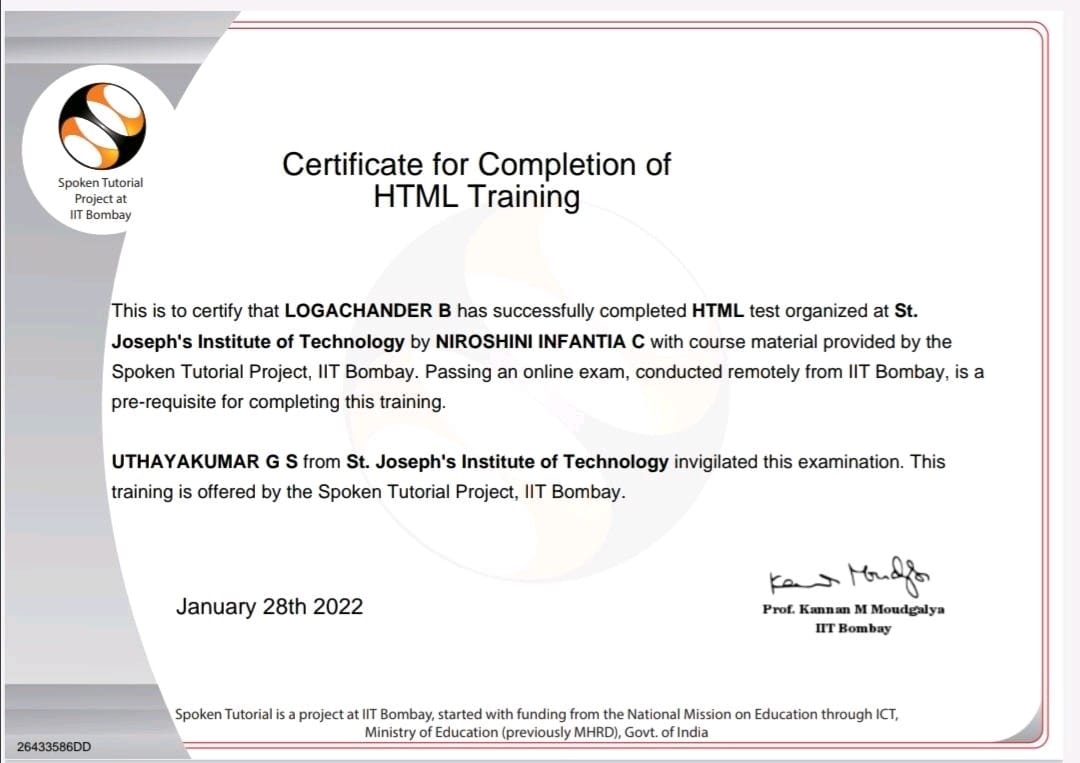 Spoken Tutorial
Project at
IIT Bombay
Certificate for Completion of
HTML Training
This is to certify that LOGACHANDER B has successfully completed HTML test organized at St.
Joseph's Institute of Technology by NIROSHINI INFANTIA C with course material provided by the
Spoken Tutorial Project, IIT Bombay. Passing an online exam, conducted remotely from IIT Bombay, is a
pre-requisite for completing this training.
UTHAYAKUMAR G S from St. Joseph's Institute of Technology invigilated this examination. This
training is offered by the Spoken Tutorial Project, IIT Bombay.
January 28th 2022
Kannan Moudgalya
Prof. Kannan M Moudgalya
IIT Bombay
Spoken Tutorial is a project at IIT Bombay, started with funding from the National Mission on Education through ICT,
Ministry of Education (previously MHRD), Govt. of India
26433586DD